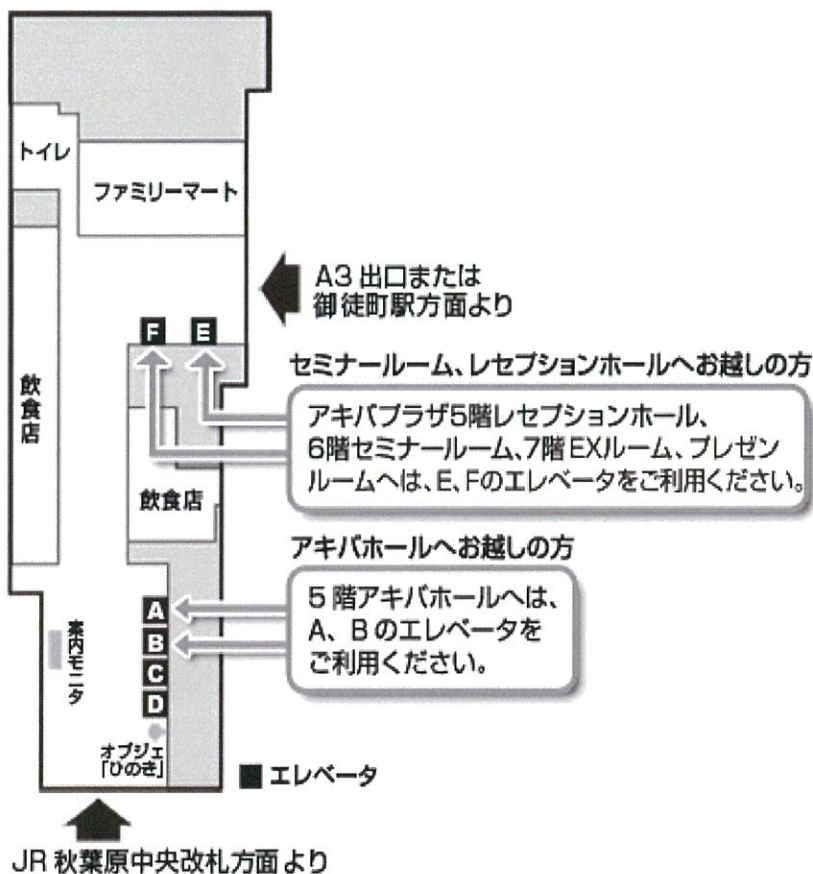 トイレ
ファミリーマート
A3 出口または
御徒町駅方面より
F E
セミナールーム、レセプションホールへお越しの方
アキバプラザ5階レセプションホール、
6階セミナールーム、7階EXルーム、プレゼン
ルームへは、E、Fのエレベータをご利用ください。
飲食店
飲食店
アキバホールへお越しの方
5階アキバホールへは、
A、Bのエレベータを
ご利用ください。
A
B
C
D
案内モニタ
オブジェ
「ひのき」
■エレベータ
JR 秋葉原中央改札方面より